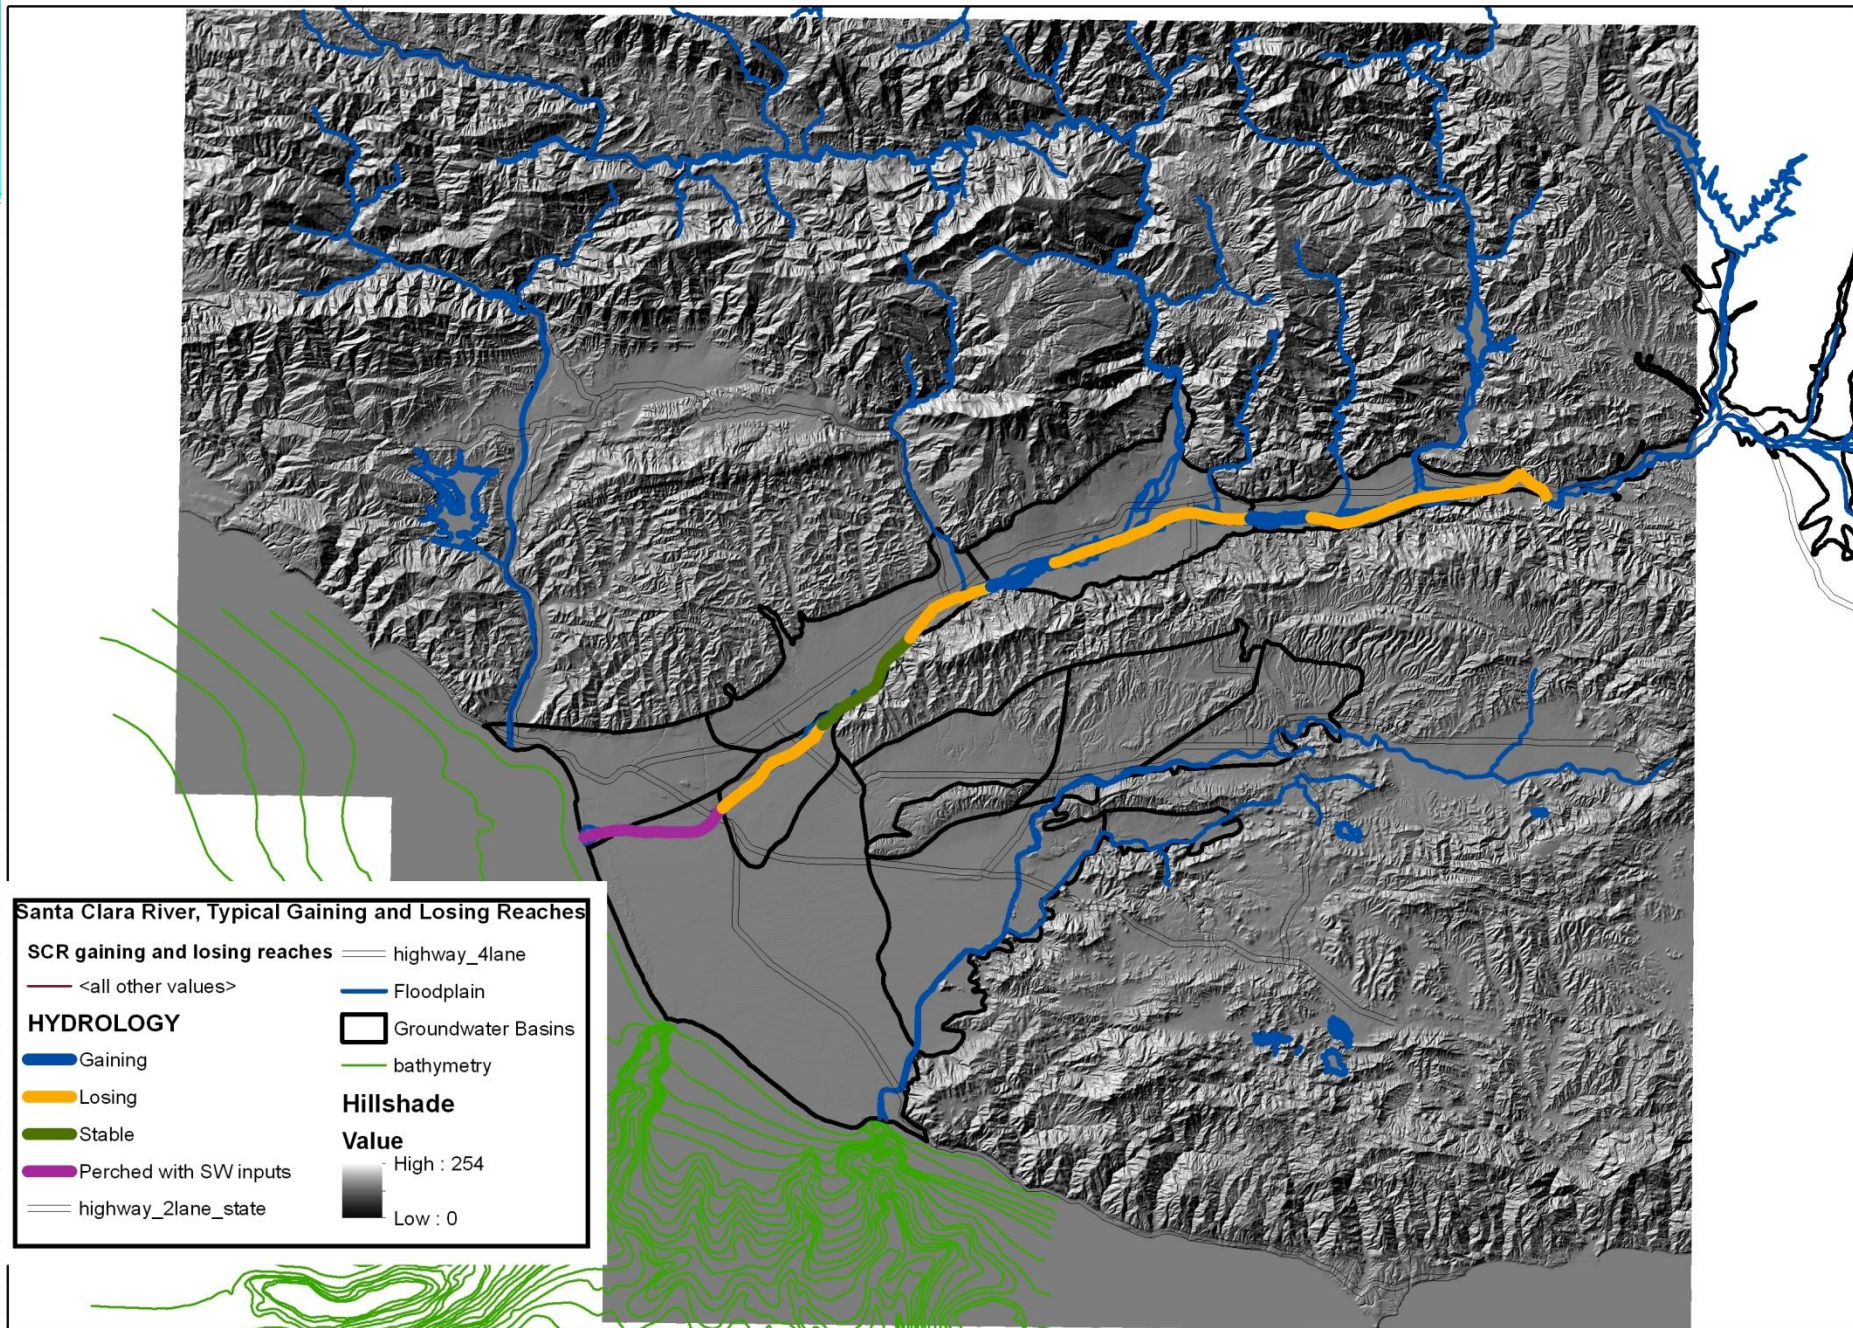 Santa Clara River, Typical Gaining and Losing Reaches
SCR gaining and losing reaches
<all other values>
HYDROLOGY
Gaining
Losing
Stable
Perched with SW inputs
highway_2lane_state
highway_4lane
Floodplain
Groundwater Basins
bathymetry
Hillshade
Value
High : 254
Low : 0